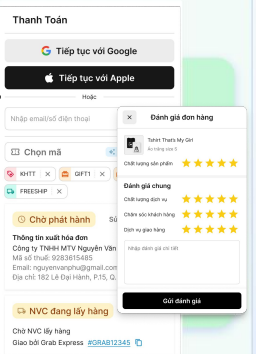 Thanh Toán
Tiếp tục với Google
Tiếp tục với Apple
Hoặc
Nhập email/số điện thoại
Chọn mã
KHTT ×
GIFT1 ×
FREESHIP ×
Chờ phát hành
Thông tin xuất hóa đơn
Công ty TNHH MTV Nguyễn Văn
Mã số thuế: 9283615485
Email: nguyenvanphu@gmail.com
Địa chỉ: 182 Lê Đại Hành, P.15, Q.
NVC đang lấy hàng
Chờ NVC lấy hàng
Giao bởi Grab Express #GRAB12345
× Đánh giá đơn hàng
Tshirt That's My Girl
Áo trắng size S
Chất lượng sản phẩm
Đánh giá chung
Chất lượng dịch vụ
Chăm sóc khách hàng
Dịch vụ giao hàng
Nhập đánh giá chi tiết
Gửi đánh giá